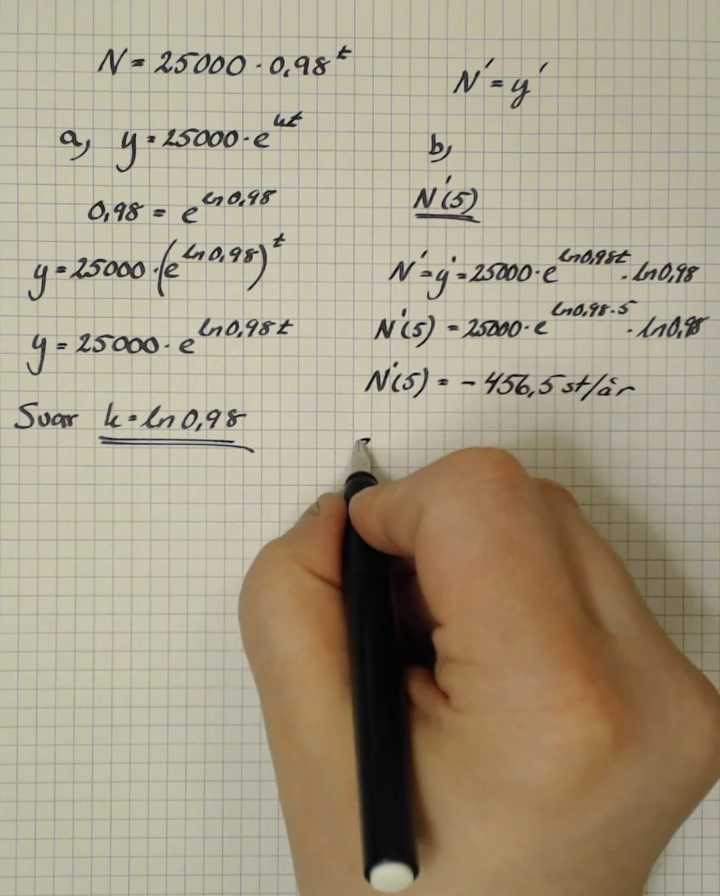 N = 25000 · 0,98^t
a, y = 25000 · e^kt
0,98 = e^ln0,98
y = 25000 · (e^ln0,98)^t
y = 25000 · e^ln0,98t
Svar k = ln 0,98
N' = y'
b,
N'(5)
N' = y' = 25000 · e^ln0,98t · ln0,98
N'(5) = 25000 · e^ln0,98·5 · ln0,98
N'(5) = -456,5 st/år